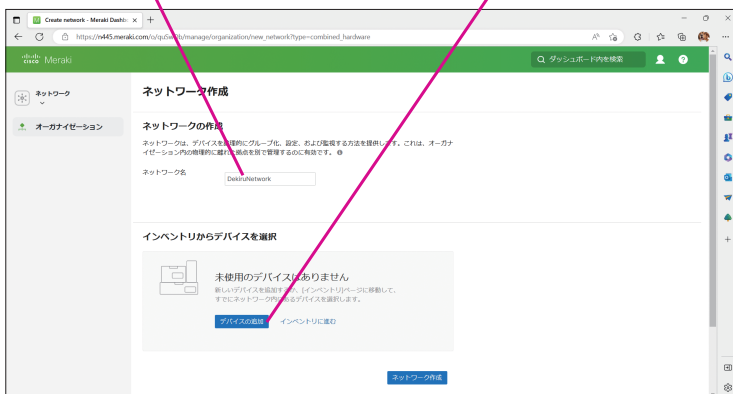 Create network - Meraki Dashb
https://n445.meraki.com/o/qu5w2b/manage/organization/new_network?type=combined_hardware
cisco Meraki
ダッシュボード内を検索
ネットワーク
オーガナイゼーション
ネットワーク作成
ネットワークの作成
ネットワークは、デバイスを論理的にグループ化、設定、および監視する方法を提供します。これは、オーガナ
イゼーション内の物理的に離れた拠点を別で管理するのに有効です。
ネットワーク名
DekiruNetwork
インベントリからデバイスを選択
未使用のデバイスはありません
新しいデバイスを追加するか、[インベントリ]ページに移動して、
すでにネットワーク内にあるデバイスを選択します。
デバイスの追加
インベントリに進む
ネットワーク作成